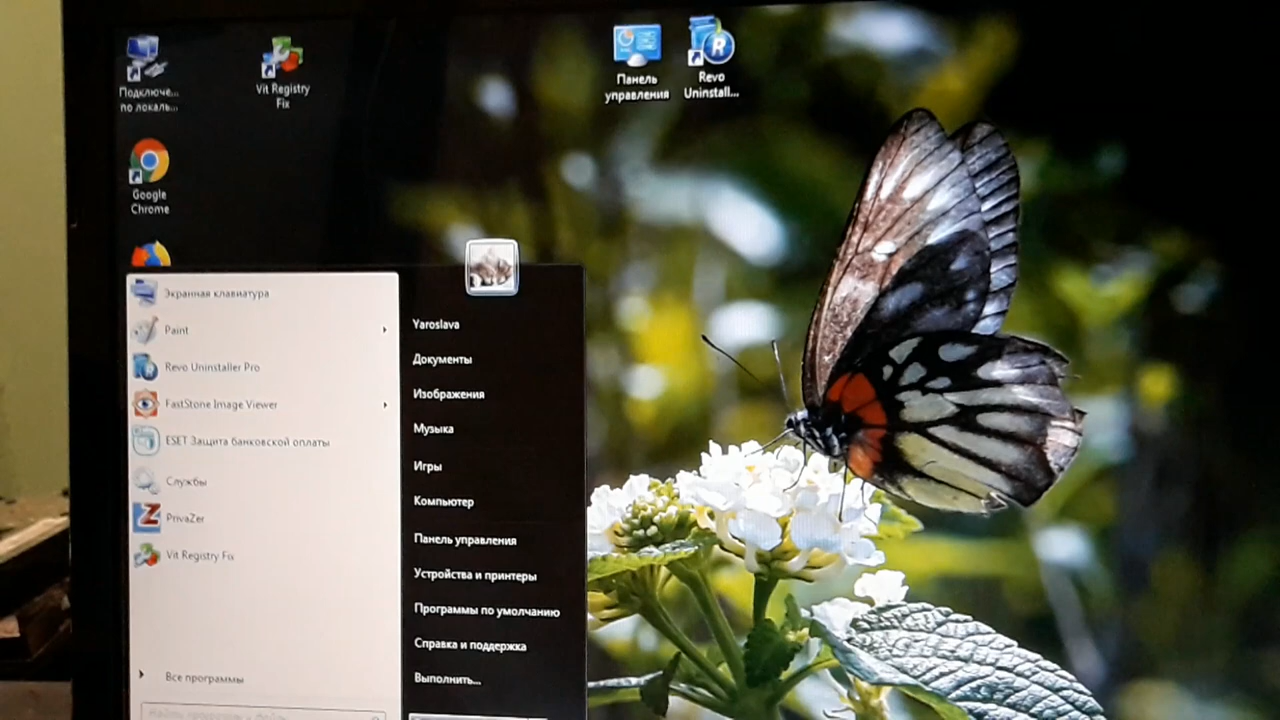 Подключе...
по локаль...
Vit Registry
Fix
Панель
управления
Revo
Uninstall...
Google
Chrome
Экранная клавиатура
Paint
Revo Uninstaller Pro
FastStone Image Viewer
ESET Защита банковской оплаты
Службы
PrivaZer
Vit Registry Fix
Все программы
Yaroslava
Документы
Изображения
Музыка
Игры
Компьютер
Панель управления
Устройства и принтеры
Программы по умолчанию
Справка и поддержка
Выполнить...